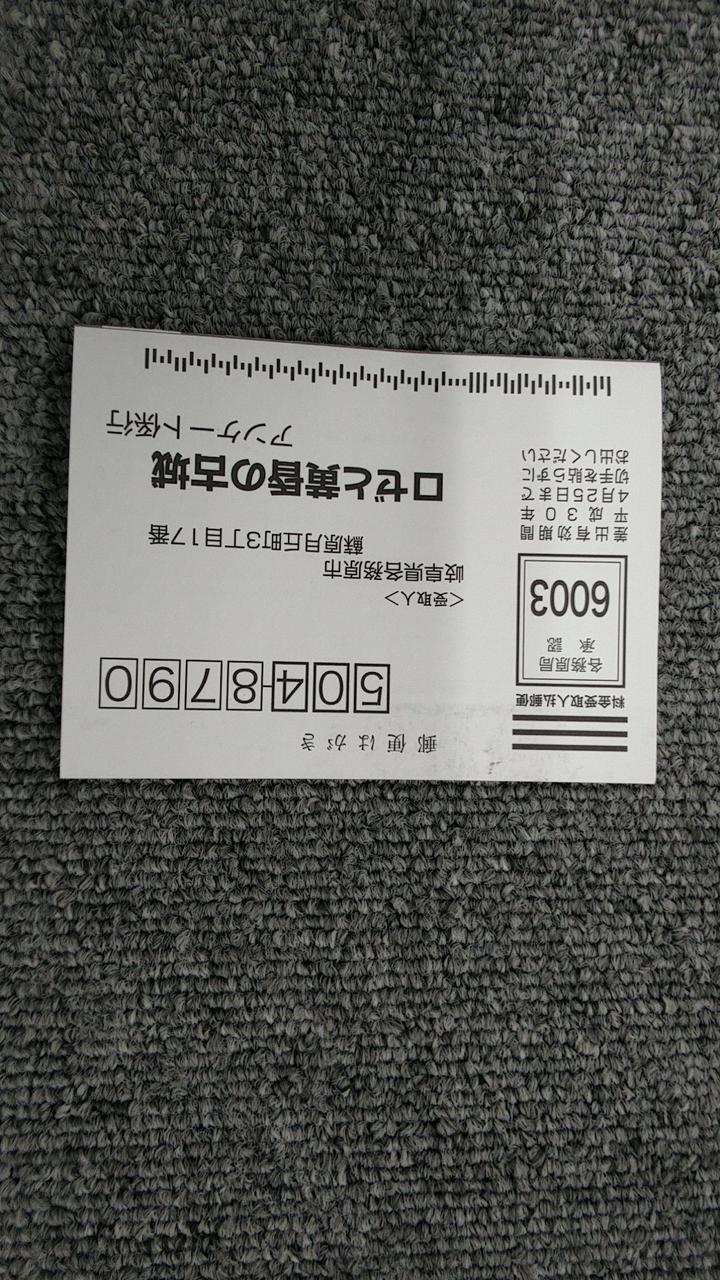 郵便はがき
料金受取人払郵便
各務原局
承認
6003
差出有効期間
平成30年
4月25日まで
切手を貼らずに
お出しください
504-8790
<受取人>
岐阜県各務原市
蘇原月丘町3丁目17番
ロゼと黄昏の古城
アンケート係行